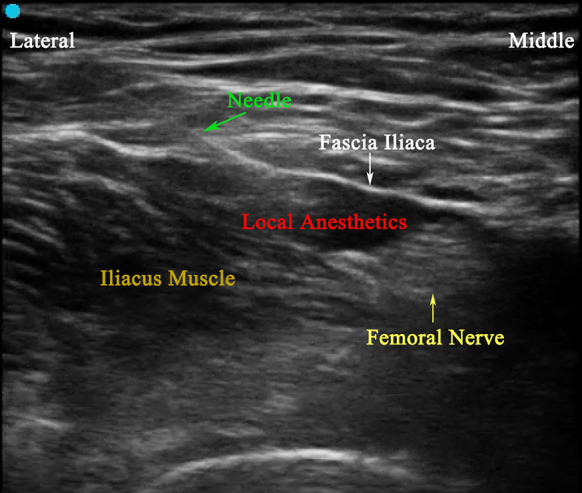 Lateral
Middle
Needle
Fascia Iliaca
Local Anesthetics
Iliacus Muscle
Femoral Nerve